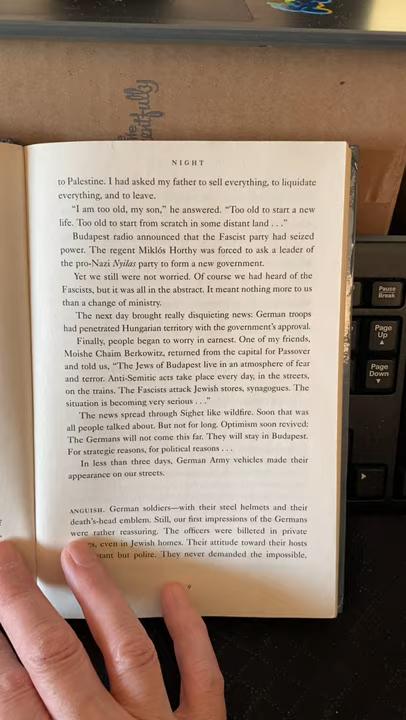 NIGHT
to Palestine. I had asked my father to sell everything, to liquidate
everything, and to leave.
"I am too old, my son," he answered. "Too old to start a new
life. Too old to start from scratch in some distant land . . ."
Budapest radio announced that the Fascist party had seized
power. The regent Miklós Horthy was forced to ask a leader of
the pro-Nazi Nyilas party to form a new government.
Yet we still were not worried. Of course we had heard of the
Fascists, but it was all in the abstract. It meant nothing more to us
than a change of ministry.
The next day brought really disquieting news: German troops
had penetrated Hungarian territory with the government's approval.
Finally, people began to worry in earnest. One of my friends,
Moishe Chaim Berkowitz, returned from the capital for Passover
and told us, "The Jews of Budapest live in an atmosphere of fear
and terror. Anti-Semitic acts take place every day, in the streets,
on the trains. The Fascists attack Jewish stores, synagogues. The
situation is becoming very serious . . ."
The news spread through Sighet like wildfire. Soon that was
all people talked about. But not for long. Optimism soon revived:
The Germans will not come this far. They will stay in Budapest.
For strategic reasons, for political reasons . . .
In less than three days, German Army vehicles made their
appearance on our streets.
ANGUISH. German soldiers—with their steel helmets and their
death's-head emblem. Still, our first impressions of the Germans
were rather reassuring. The officers were billeted in private
even in Jewish homes. Their attitude toward their hosts
but polite. They never demanded the impossible,
9
the
Pause
Break
Page
Up
Page
Down